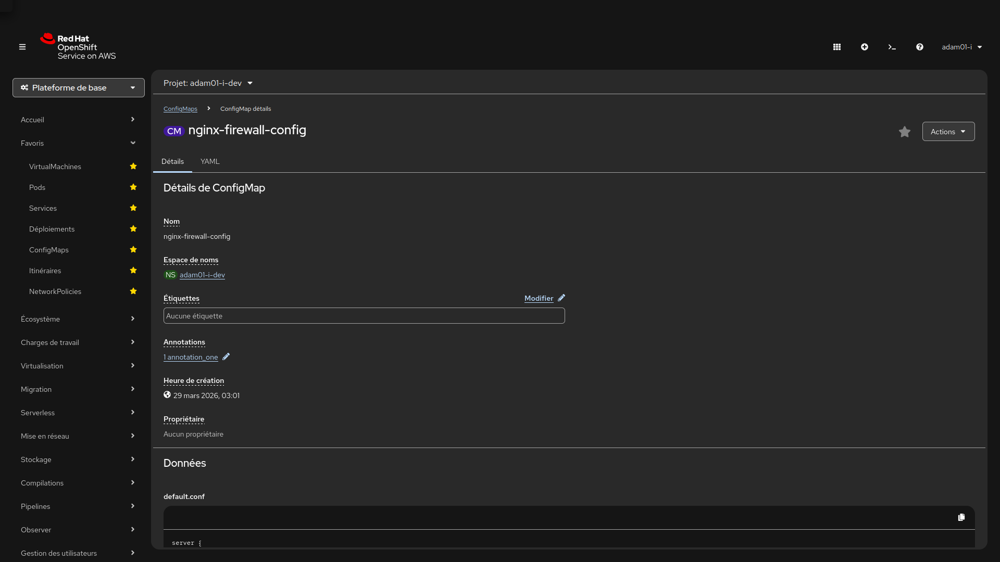 Red Hat
OpenShift
Service on AWS
adam01-i
Plateforme de base
Accueil
Favoris
VirtualMachines
Pods
Services
Déploiements
ConfigMaps
Itinéraires
NetworkPolicies
Écosystème
Charges de travail
Virtualisation
Migration
Serverless
Mise en réseau
Stockage
Compilations
Pipelines
Observer
Gestion des utilisateurs
Projet: adam01-i-dev
ConfigMaps
ConfigMap détails
CM nginx-firewall-config
Actions
Détails
YAML
Détails de ConfigMap
Nom
nginx-firewall-config
Espace de noms
NS adam01-i-dev
Étiquettes
Modifier
Aucune étiquette
Annotations
1 annotation_one
Heure de création
29 mars 2026, 03:01
Propriétaire
Aucun propriétaire
Données
default.conf
server {